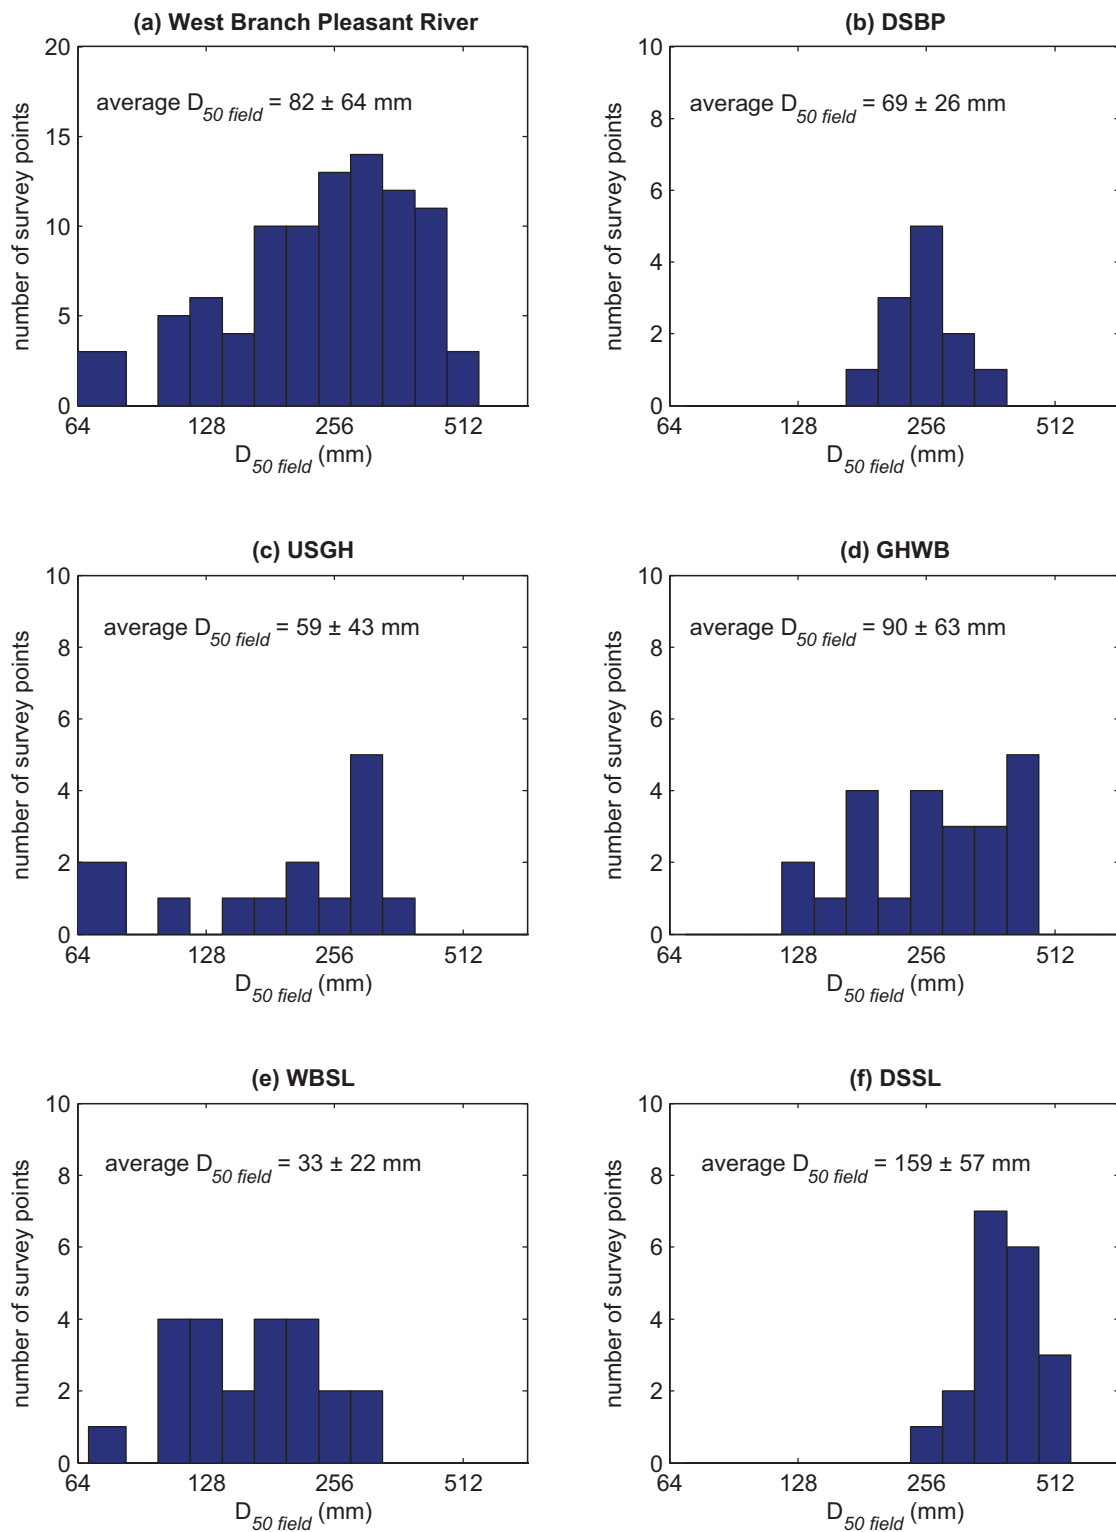 (a) West Branch Pleasant River
number of survey points
20
15
10
5
0
average D50 field = 82 ± 64 mm
64 128 256 512
D50 field (mm)
(b) DSBP
number of survey points
10
8
6
4
2
0
average D50 field = 69 ± 26 mm
64 128 256 512
D50 field (mm)
(c) USGH
number of survey points
10
8
6
4
2
0
average D50 field = 59 ± 43 mm
64 128 256 512
D50 field (mm)
(d) GHWB
number of survey points
10
8
6
4
2
0
average D50 field = 90 ± 63 mm
64 128 256 512
D50 field (mm)
(e) WBSL
number of survey points
10
8
6
4
2
0
average D50 field = 33 ± 22 mm
64 128 256 512
D50 field (mm)
(f) DSSL
number of survey points
10
8
6
4
2
0
average D50 field = 159 ± 57 mm
64 128 256 512
D50 field (mm)